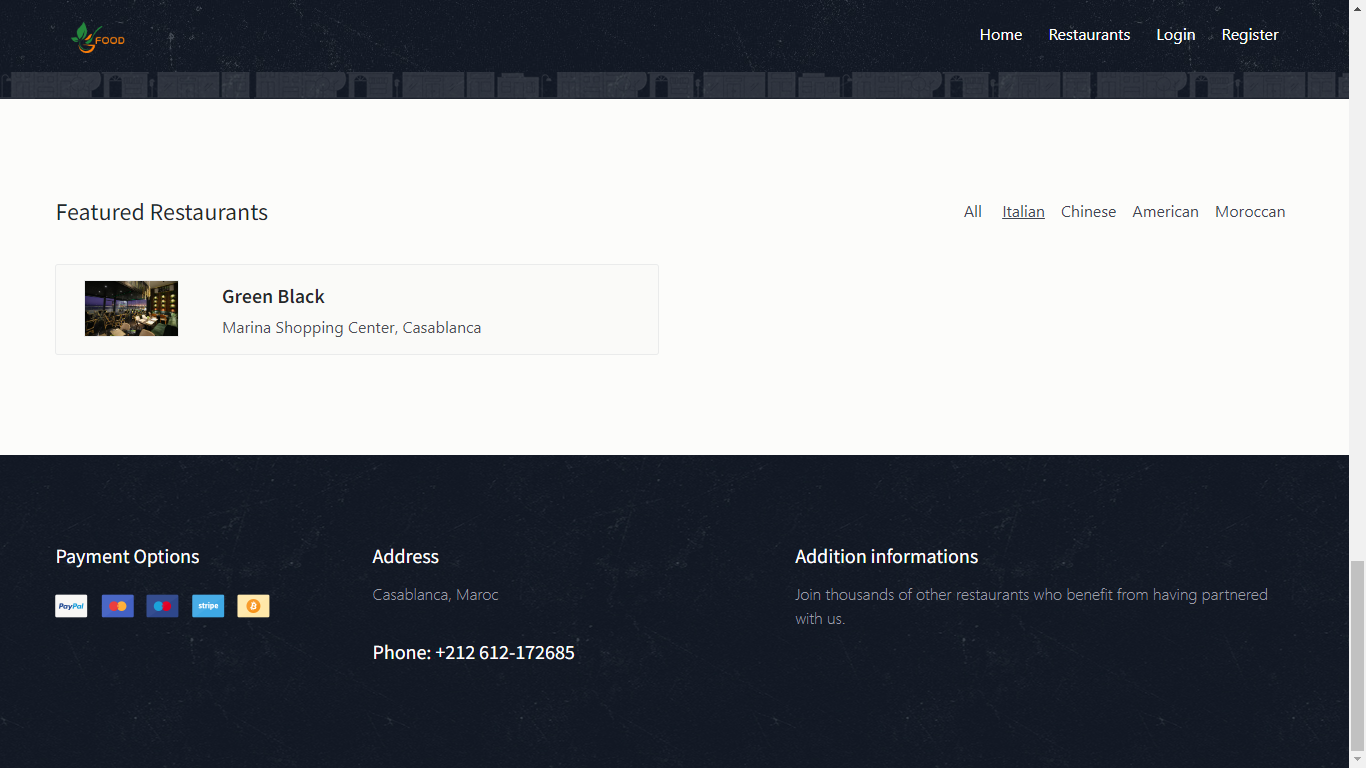 FOOD
Home Restaurants Login Register
Featured Restaurants
All Italian Chinese American Moroccan
Green Black
Marina Shopping Center, Casablanca
Payment Options
PayPal stripe
Address
Casablanca, Maroc
Phone: +212 612-172685
Addition informations
Join thousands of other restaurants who benefit from having partnered
with us.